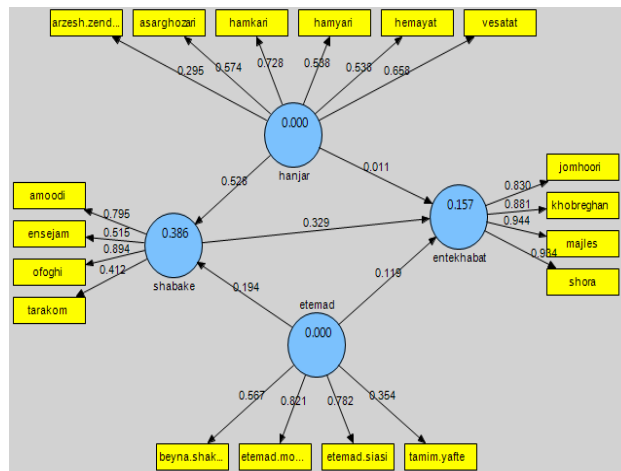 arzesh.zend... asarghozari hamkari hamyari hemayat vesatat
0.295 0.574 0.728 0.538 0.538 0.658
0.000
hanjar
0.528 0.011
jomhoori
amoodi 0.795 0.830
0.157 0.881 khobreghan
ensejam 0.515 0.386 0.329 0.944 majles
ofoghi 0.894 entekhabat
0.412 shabake shora
tarakom 0.194 0.119
etemad
0.000
0.567 0.821 0.782 0.354
beyna.shak... etemad.mo... etemad.siasi tamim.yafte